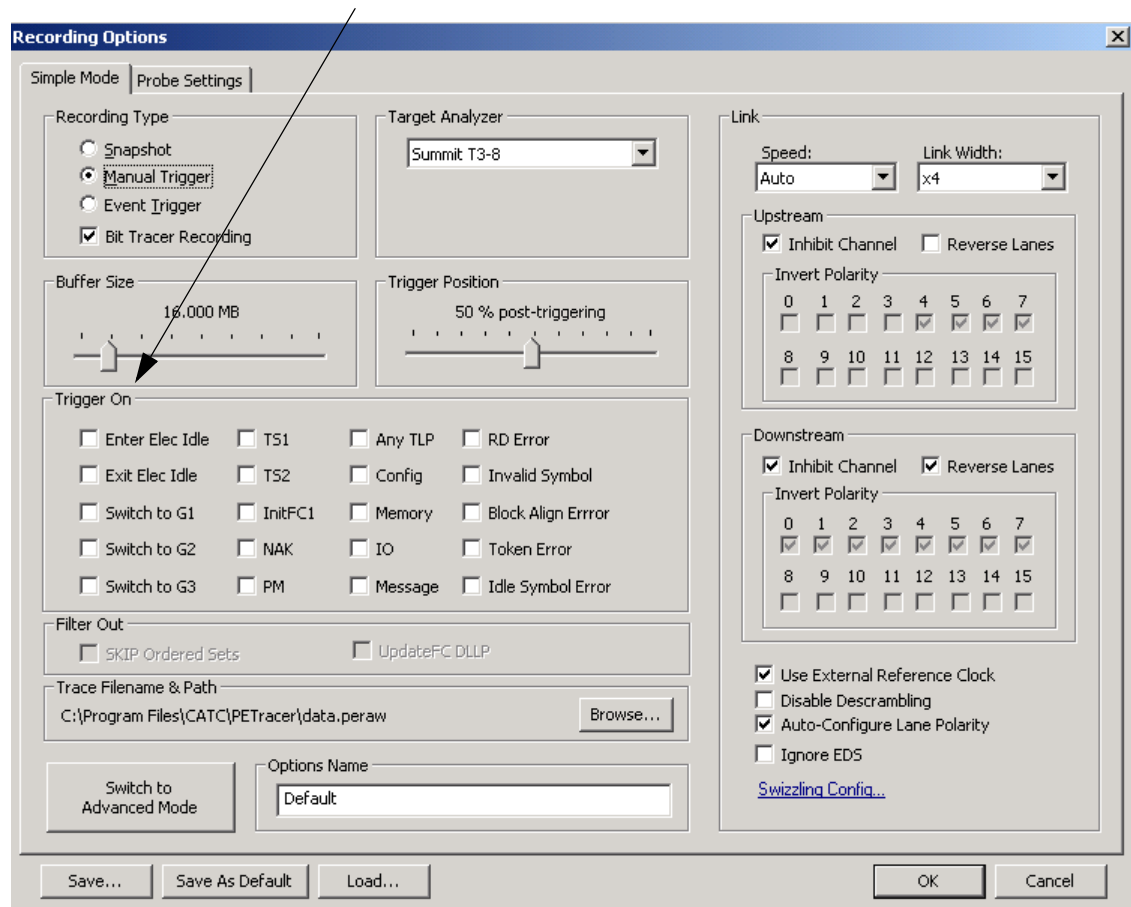 Recording Options
Simple Mode
Probe Settings
Recording Type
Snapshot
Manual Trigger
Event Trigger
Bit Tracer Recording
Target Analyzer
Summit T3-8
Buffer Size
16.000 MB
Trigger Position
50 % post-triggering
Trigger On
Enter Elec Idle TS1 Any TLP RD Error
Exit Elec Idle TS2 Config Invalid Symbol
Switch to G1 InitFC1 Memory Block Align Errror
Switch to G2 NAK IO Token Error
Switch to G3 PM Message Idle Symbol Error
Filter Out
SKIP Ordered Sets UpdateFC DLLP
Trace Filename & Path
C:\Program Files\CATC\PETracer\data.peraw
Browse...
Switch to
Advanced Mode
Options Name
Default
Link
Speed: Link Width:
Auto x4
Upstream
Inhibit Channel Reverse Lanes
Invert Polarity
0 1 2 3 4 5 6 7
8 9 10 11 12 13 14 15
Downstream
Inhibit Channel Reverse Lanes
Invert Polarity
0 1 2 3 4 5 6 7
8 9 10 11 12 13 14 15
Use External Reference Clock
Disable Descrambling
Auto-Configure Lane Polarity
Ignore EDS
Swizzling Config...
Save... Save As Default Load... OK Cancel